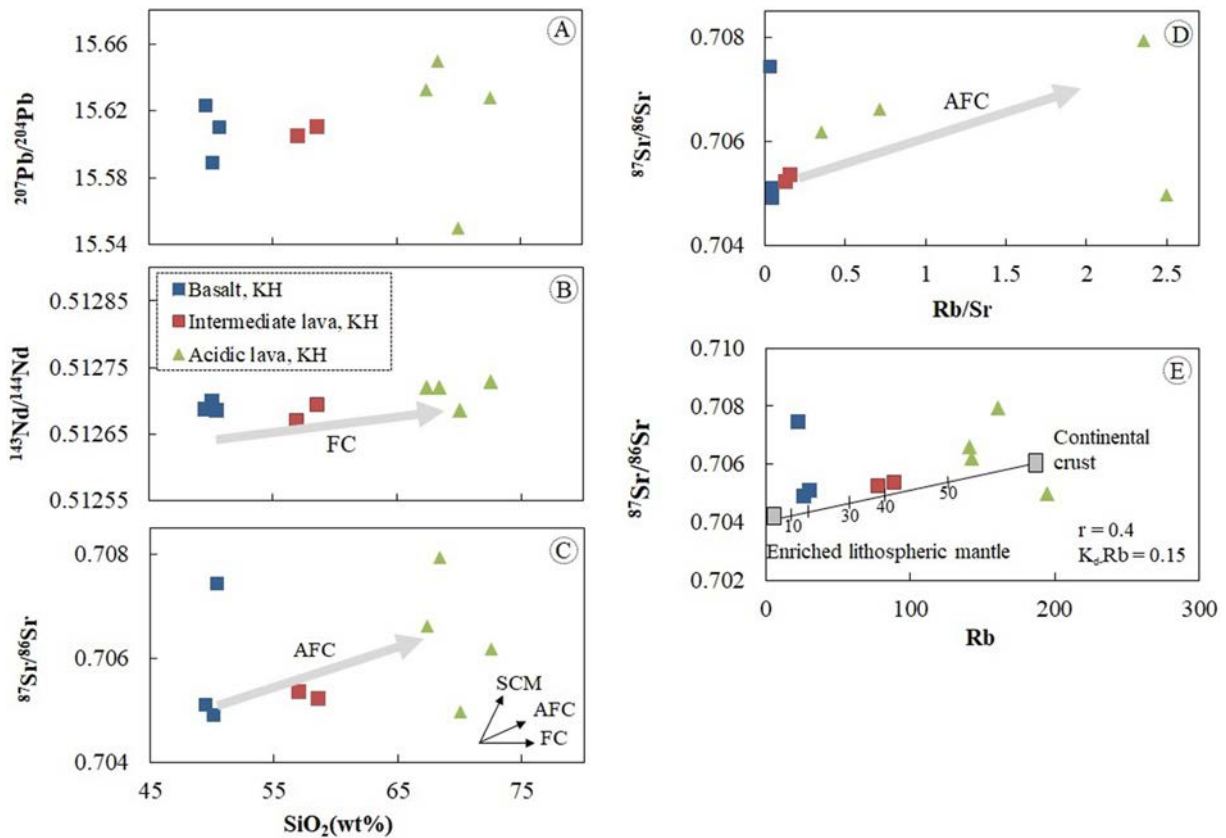 A
15.66
15.62
15.58
15.54
²⁰⁷Pb/²⁰⁴Pb
B
0.51285
0.51275
0.51265
0.51255
¹⁴³Nd/¹⁴⁴Nd
Basalt, KH
Intermediate lava, KH
Acidic lava, KH
FC
C
0.708
0.706
0.704
⁸⁷Sr/⁸⁶Sr
AFC
SCM
AFC
FC
45
55
65
75
SiO₂(wt%)
D
0.708
0.706
0.704
⁸⁷Sr/⁸⁶Sr
AFC
0
0.5
1
1.5
2
2.5
Rb/Sr
E
0.710
0.708
0.706
0.704
0.702
⁸⁷Sr/⁸⁶Sr
Continental
crust
10
30
40
50
Enriched lithospheric mantle
r = 0.4
K_d-Rb = 0.15
0
100
200
300
Rb